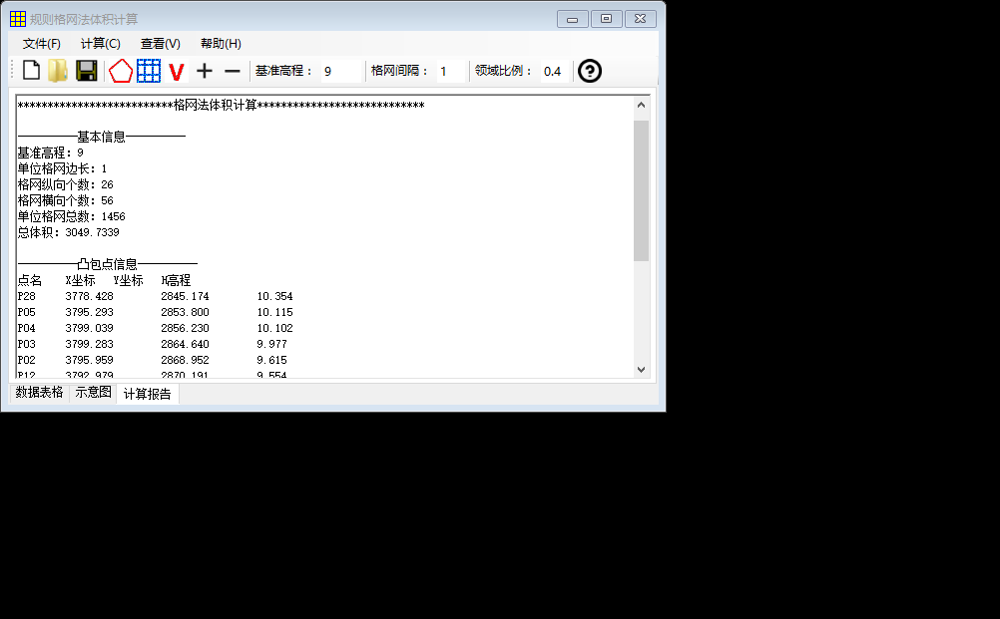 规则格网法体积计算
文件(F) 计算(C) 查看(V) 帮助(H)
V 基准高程： 9 格网间隔： 1 领域比例： 0.4 ?
**************************格网法体积计算****************************
——————————基本信息——————————
基准高程：9
单位格网边长：1
格网纵向个数：26
格网横向个数：56
单位格网总数：1456
总体积：3049.7339
——————————凸包点信息——————————
点名 X坐标 Y坐标 H高程
P28 3778.428 2845.174 10.354
P05 3795.293 2853.800 10.115
P04 3799.039 2856.230 10.102
P03 3799.283 2864.640 9.977
P02 3795.959 2868.952 9.615
P12 3792.979 2870.191 9.554
数据表格 示意图 计算报告